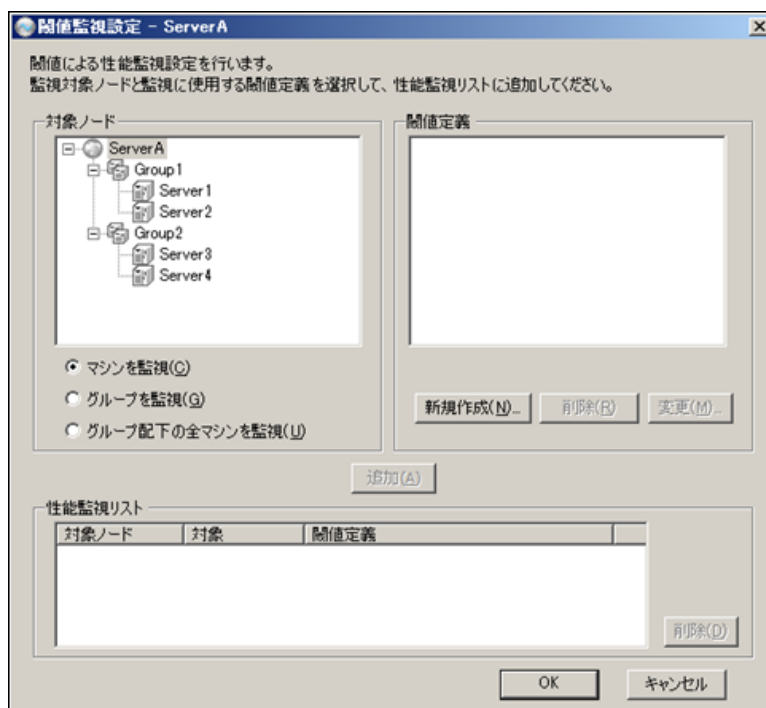 閾値監視設定 - ServerA
閾値による性能監視設定を行います。
監視対象ノードと監視に使用する閾値定義を選択して、性能監視リストに追加してください。
対象ノード
ServerA
Group1
Server1
Server2
Group2
Server3
Server4
マシンを監視(C)
グループを監視(G)
グループ配下の全マシンを監視(U)
閾値定義
新規作成(N)...
削除(R)
変更(M)...
追加(A)
性能監視リスト
対象ノード 対象 閾値定義
削除(D)
OK キャンセル